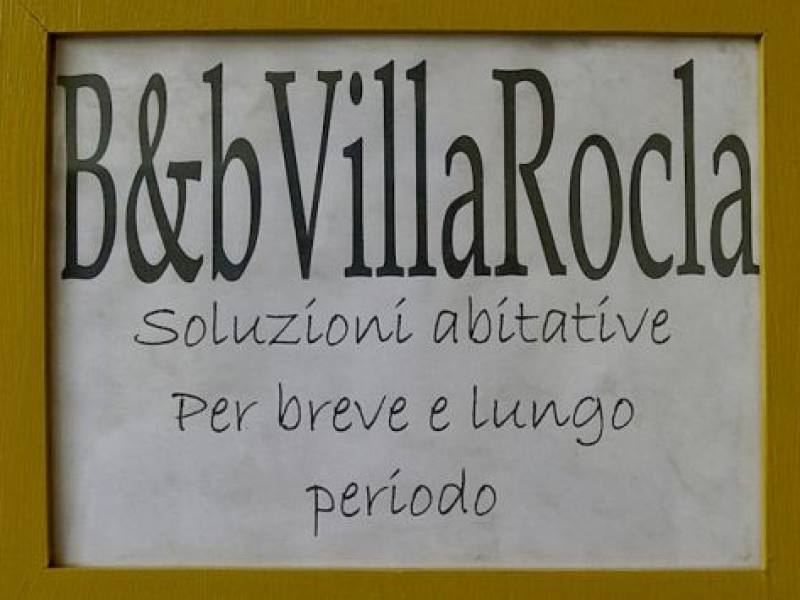 B&bVillaRocla
Soluzioni abitative
Per breve e lungo
periodo